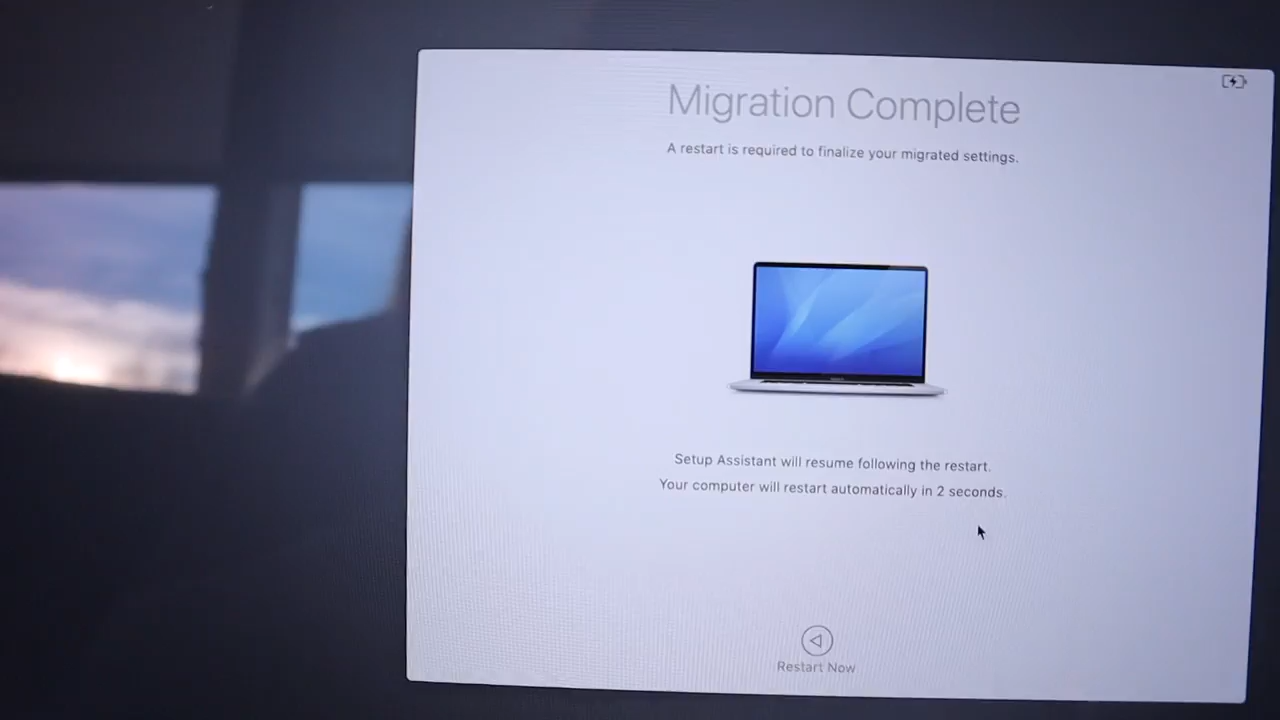 Migration Complete
A restart is required to finalize your migrated settings.
Setup Assistant will resume following the restart.
Your computer will restart automatically in 2 seconds.
Restart Now